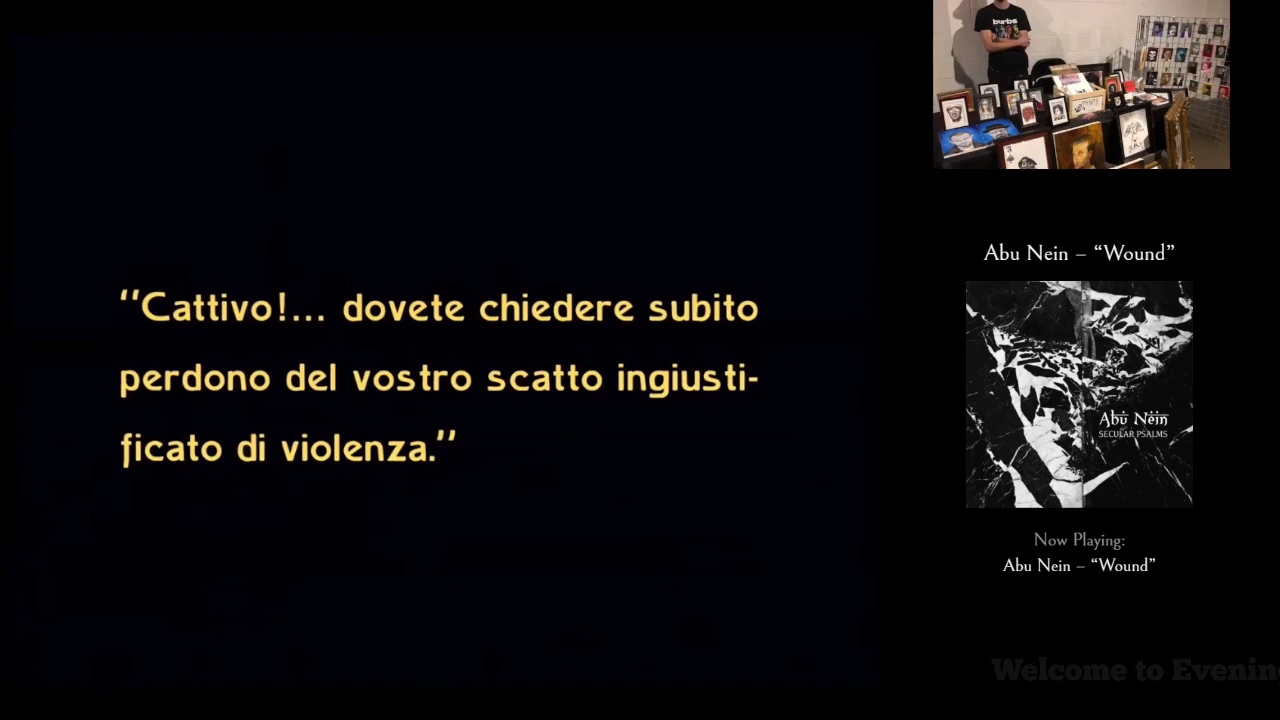 "Cattivo!... dovete chiedere subito
perdono del vostro scatto ingiusti-
ficato di violenza."
burbs
Abu Nein – “Wound”
Abu Nein
SECULAR PSALMS
Now Playing:
Abu Nein – “Wound”
Welcome to Evenin